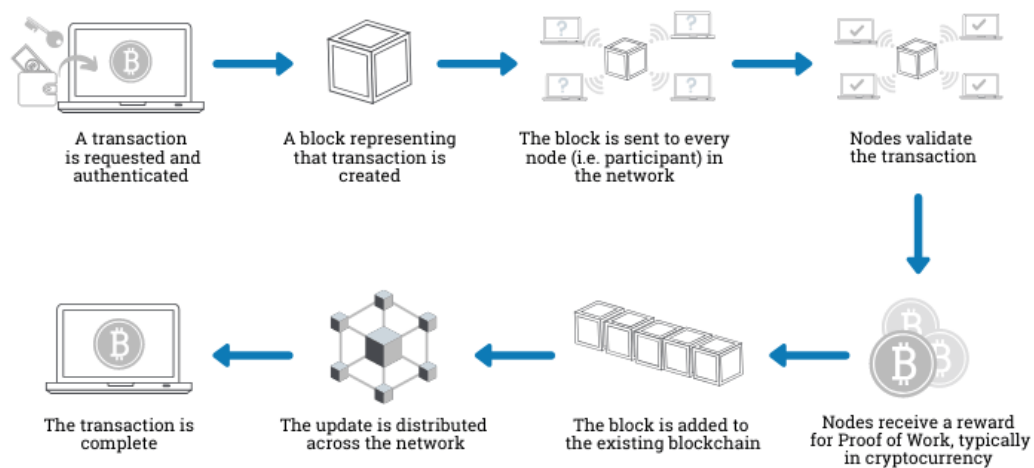 A transaction
is requested and
authenticated
A block representing
that transaction is
created
The block is sent to every
node (i.e. participant) in
the network
Nodes validate
the transaction
Nodes receive a reward
for Proof of Work, typically
in cryptocurrency
The block is added to
the existing blockchain
The update is distributed
across the network
The transaction is
complete